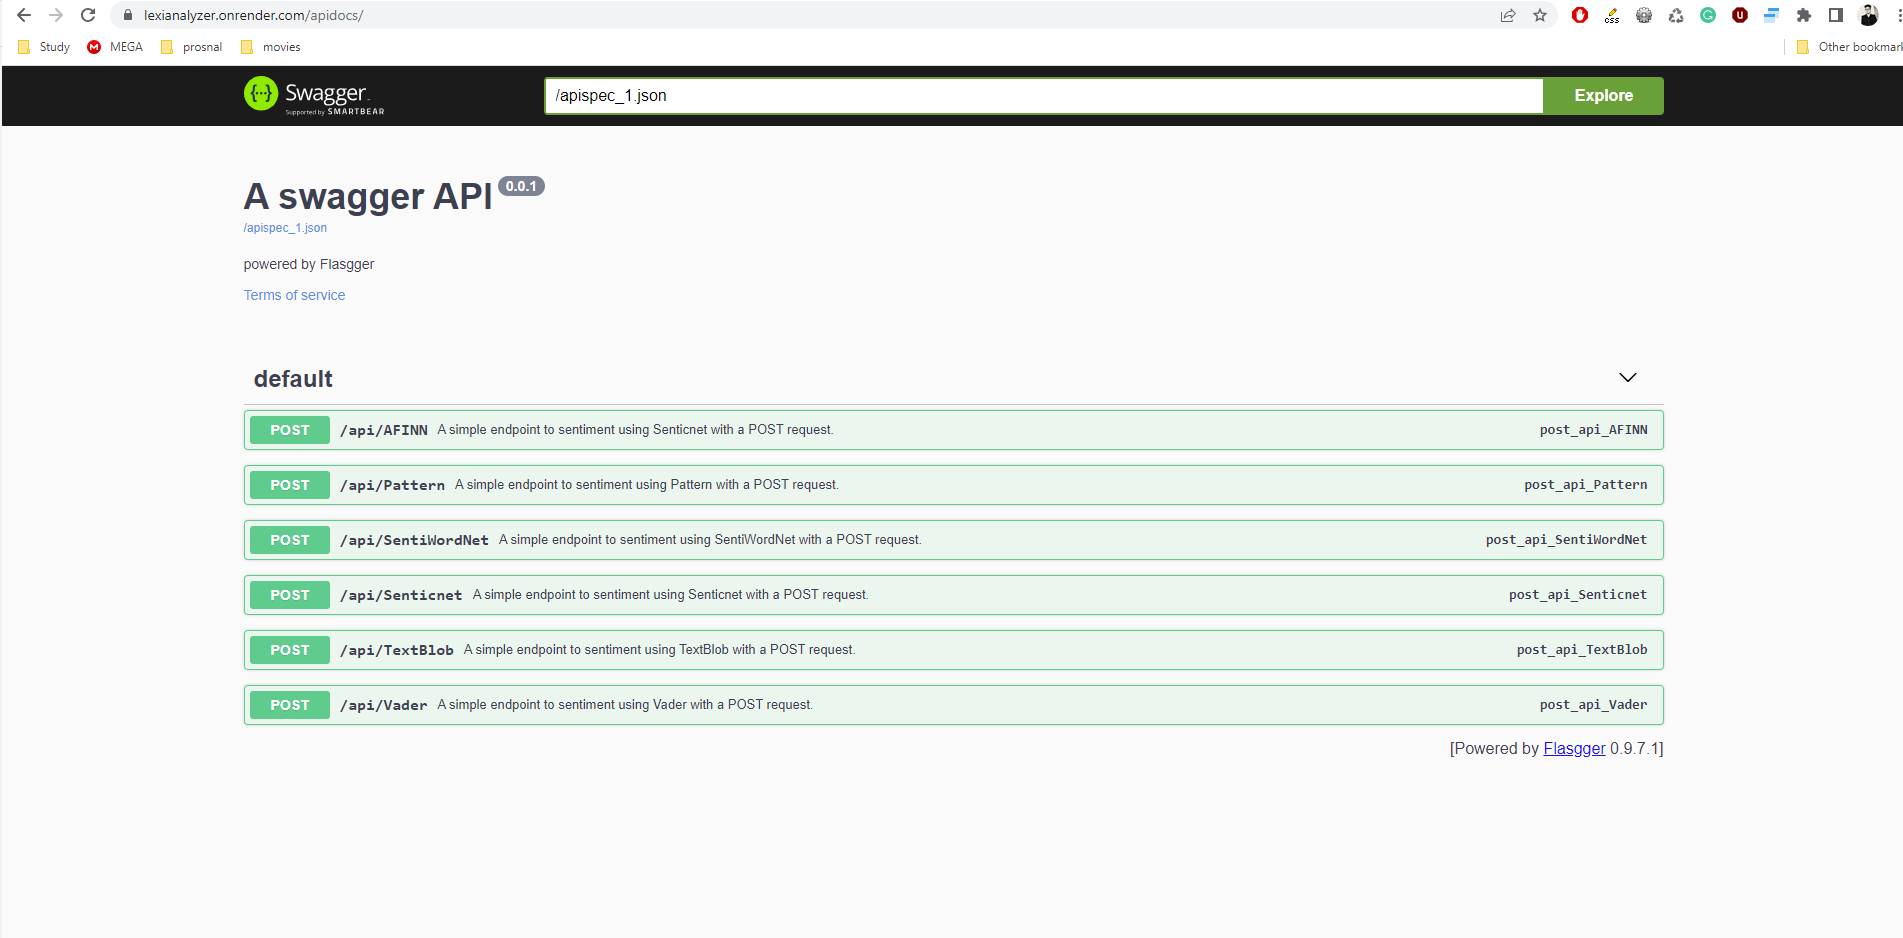 lexianalyzer.onrender.com/apidocs/
css
Study MEGA prosnal movies Other bookmar
{···} Swagger.
Supported by SMARTBEAR
/apispec_1.json Explore
A swagger API 0.0.1
/apispec_1.json
powered by Flasgger
Terms of service
default
POST /api/AFINN A simple endpoint to sentiment using Senticnet with a POST request. post_api_AFINN
POST /api/Pattern A simple endpoint to sentiment using Pattern with a POST request. post_api_Pattern
POST /api/SentiWordNet A simple endpoint to sentiment using SentiWordNet with a POST request. post_api_SentiWordNet
POST /api/Senticnet A simple endpoint to sentiment using Senticnet with a POST request. post_api_Senticnet
POST /api/TextBlob A simple endpoint to sentiment using TextBlob with a POST request. post_api_TextBlob
POST /api/Vader A simple endpoint to sentiment using Vader with a POST request. post_api_Vader
[Powered by Flasgger 0.9.7.1]